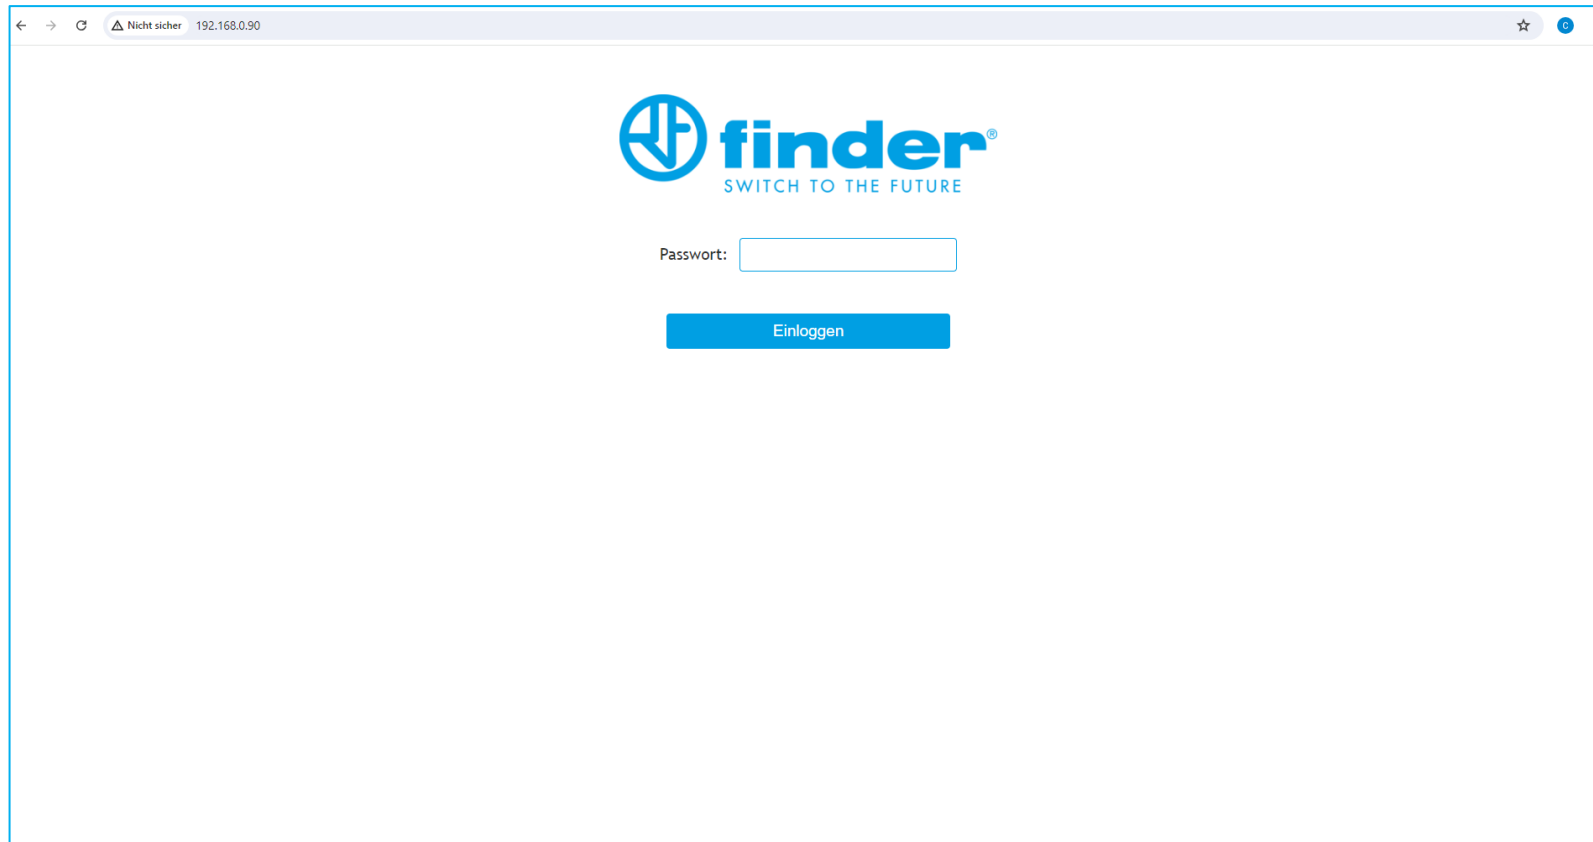 Nicht sicher 192.168.0.90
C
finder®
SWITCH TO THE FUTURE
Passwort:
Einloggen